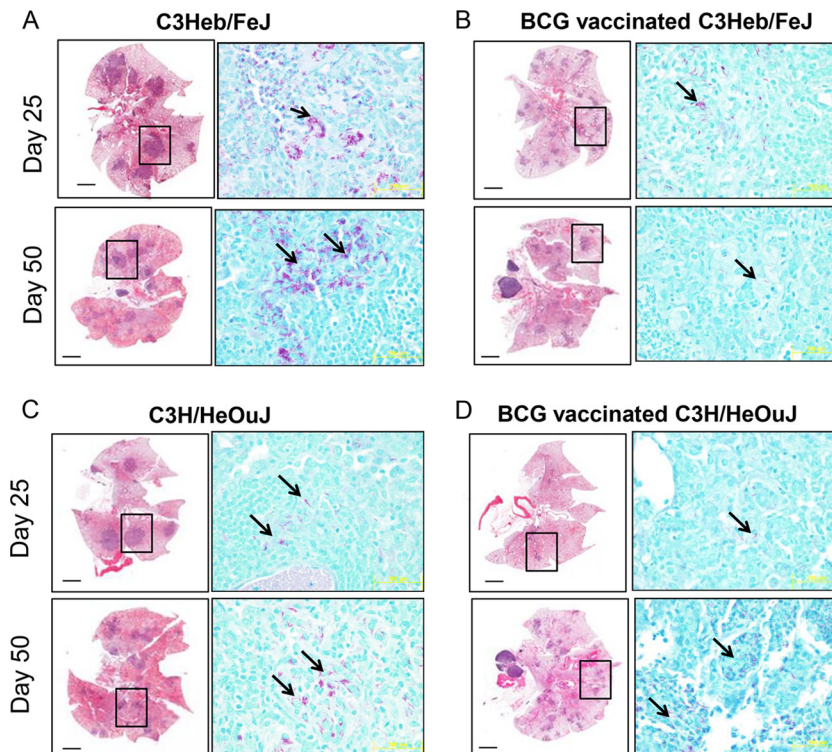 A
C3Heb/FeJ
B
BCG vaccinated C3Heb/FeJ
Day 25
Day 50
C
C3H/HeOuJ
D
BCG vaccinated C3H/HeOuJ
Day 25
Day 50